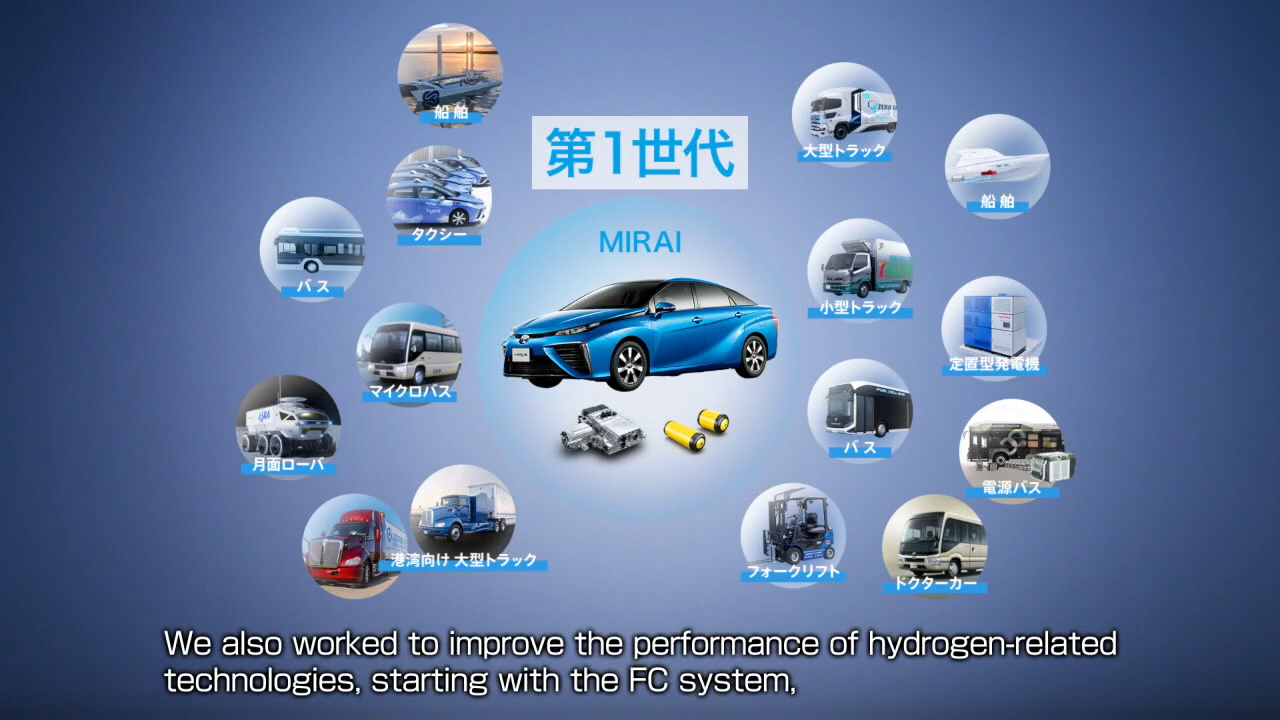 船舶
第1世代
大型トラック
船舶
タクシー
バス
MIRAI
小型トラック
マイクロバス
定置型発電機
バス
月面ローバ
電源バス
港湾向け 大型トラック
フォークリフト
ドクターカー
We also worked to improve the performance of hydrogen-related
technologies, starting with the FC system,